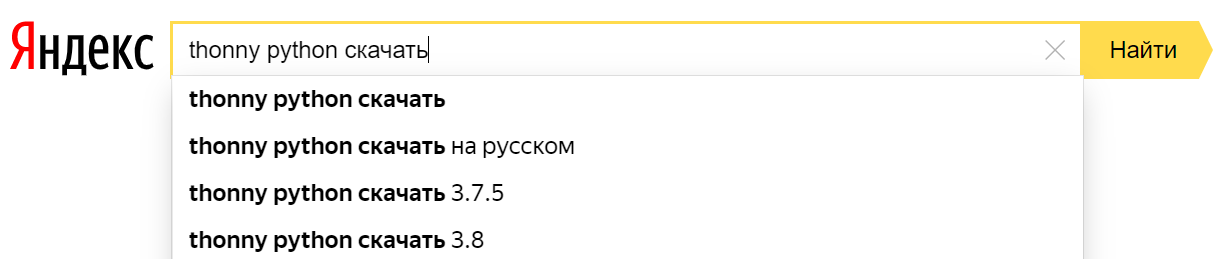 Яндекс thonny python скачать Найти
thonny python скачать
thonny python скачать на русском
thonny python скачать 3.7.5
thonny python скачать 3.8